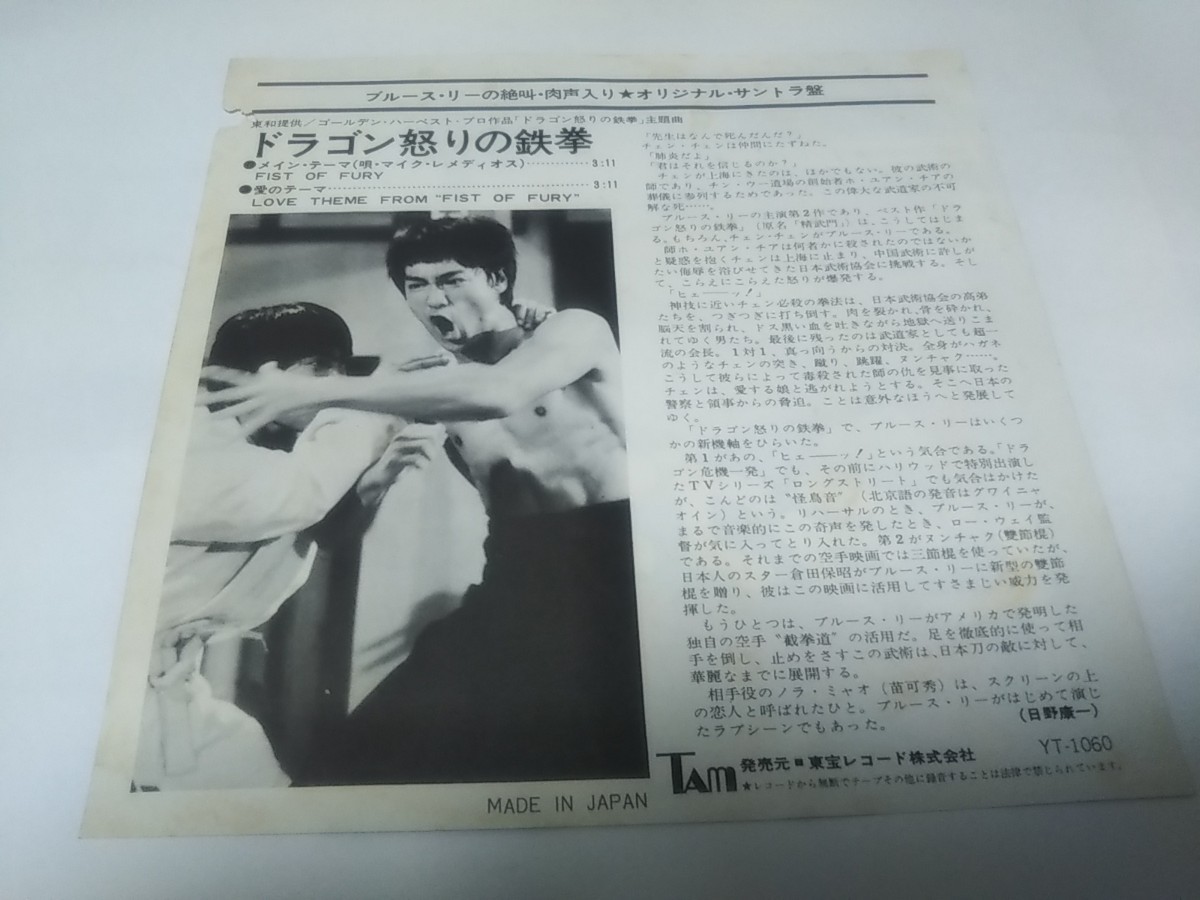 ブルース・リーの絶叫・肉声入り★オリジナル・サントラ盤
東和提供/ゴールデン・ハーベスト・プロ作品「ドラゴン怒りの鉄拳」主題曲
ドラゴン怒りの鉄拳
●メイン・テーマ(唄・マイク・レメディオス)…………3:11
FIST OF FURY
●愛のテーマ……………………………………………3:11
LOVE THEME FROM "FIST OF FURY"
「先生はなんで死んだんだ?」
チェン・チェンは仲間にたずねた。
「肺炎だよ」
「君はそれを信じるのか?」
チェンが上海にきたのは、ほかでもない。彼の武術の
師であり、チン・ウー道場の創始者ホ・ユアン・チアの
葬儀に参列するためであった。この偉大な武道家の不可
解な死……。
ブルース・リーの主演第2作であり、ベスト作「ドラ
ゴン怒りの鉄拳」(原名「精武門」)は、こうしてはじま
る。もちろん、チェン・チェンがブルース・リーである。
師ホ・ユアン・チアは何者かに殺されたのではないか
と疑惑を抱くチェンは上海に止まり、中国武術に許しが
たい侮辱を浴びせてきた日本武術協会に挑戦する。そし
て、こらえにこらえた怒りが爆発する。
「ヒェ――ッ!」
神技に近いチェン必殺の拳法は、日本武術協会の高弟
たちを、つぎつぎに打ち倒す。肉を裂かれ、骨を砕かれ、
脳天を割られ、ドス黒い血を吐きながら地獄へ送りこま
れてゆく男たち。最後に残ったのは武道家としても超一
流の会長。1対1、真っ向うからの対決。全身がハガネ
のようなチェンの突き、蹴り、跳躍、ヌンチャク……。
こうして彼らによって毒殺された師の仇を見事に取った
チェンは、愛する娘と逃がれようとする。そこへ日本の
警察と領事からの脅迫。ことは意外なほうへと発展して
ゆく。
「ドラゴン怒りの鉄拳」で、ブルース・リーはいくつ
かの新機軸をひらいた。
第1があの、「ヒェ――ッ!」という気合である。「ドラ
ゴン危機一発」でも、その前にハリウッドで特別出演し
たTVシリーズ「ロングストリート」でも気合はかけた
が、こんどのは〝怪鳥音〟(北京語の発音はグワイニャ
オイン)という。リハーサルのとき、ブルース・リーが、
まるで音楽的にこの奇声を発したとき、ロー・ウェイ監
督が気に入ってとり入れた。第2がヌンチャク(雙節棍)
である。それまでの空手映画では三節棍を使っていたが、
日本人のスター倉田保昭がブルース・リーに新型の雙節
棍を贈り、彼はこの映画に活用してすさまじい威力を発
揮した。
もうひとつは、ブルース・リーがアメリカで発明した
独自の空手〝截拳道〟の活用だ。足を徹底的に使って相
手を倒し、止めをさすこの武術は、日本刀の敵に対して、
華麗なまでに展開する。
相手役のノラ・ミャオ(苗可秀)は、スクリーンの上
の恋人と呼ばれたひと。ブルース・リーがはじめて演じ
たラブシーンでもあった。
(日野康一)
YT-1060
TAM 発売元■東宝レコード株式会社
★レコードから無断でテープその他に録音することは法律で禁じられています。
MADE IN JAPAN